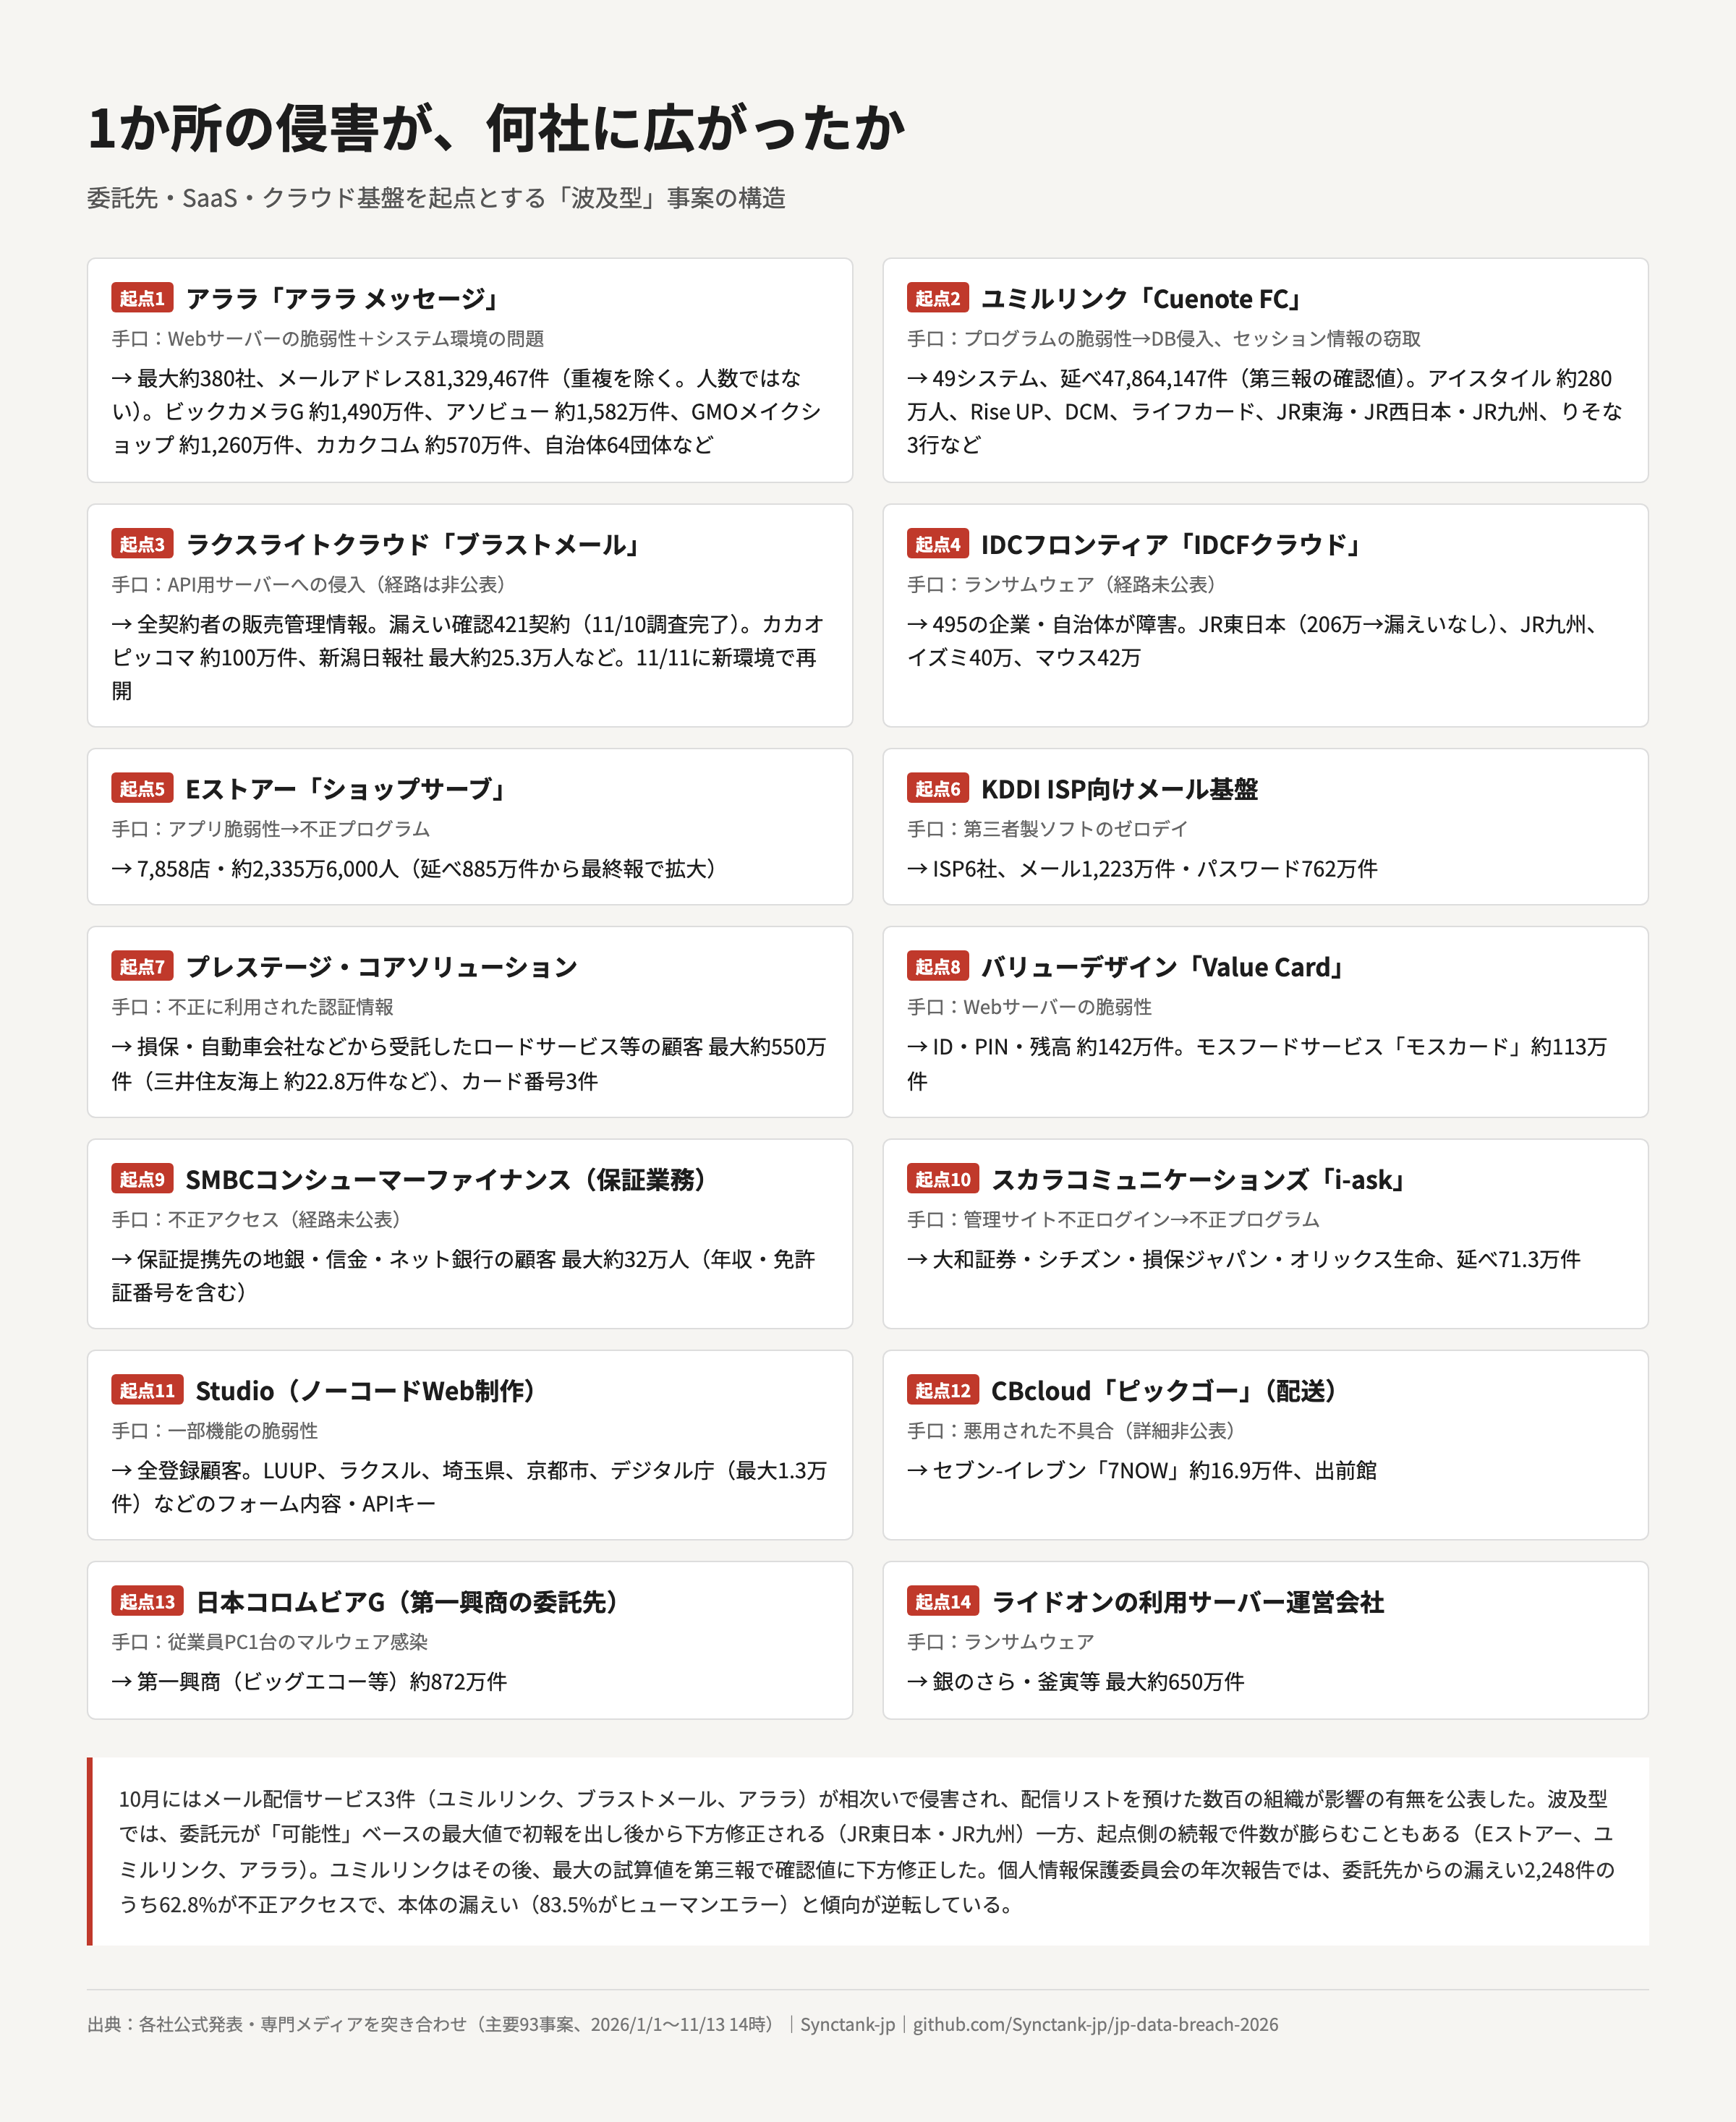 1か所の侵害が、何社に広がったか
委託先・SaaS・クラウド基盤を起点とする「波及型」事案の構造
起点1 アララ「アララ メッセージ」
手口：Webサーバーの脆弱性＋システム環境の問題
→ 最大約380社、メールアドレス81,329,467件（重複を除く。人数ではな
い）。ビックカメラG 約1,490万件、アソビュー 約1,582万件、GMOメイクシ
ョップ 約1,260万件、カカクコム 約570万件、自治体64団体など
起点2 ユミルリンク「Cuenote FC」
手口：プログラムの脆弱性→DB侵入、セッション情報の窃取
→ 49システム、延べ47,864,147件（第三報の確認値）。アイスタイル 約280
万人、Rise UP、DCM、ライフカード、JR東海・JR西日本・JR九州、りそな
3行など
起点3 ラクスライトクラウド「ブラストメール」
手口：API用サーバーへの侵入（経路は非公表）
→ 全契約者の販売管理情報。漏えい確認421契約（11/10調査完了）。カカオ
ピッコマ 約100万件、新潟日報社 最大約25.3万人など。11/11に新環境で再
開
起点4 IDCフロンティア「IDCFクラウド」
手口：ランサムウェア（経路未公表）
→ 495の企業・自治体が障害。JR東日本（206万→漏えいなし）、JR九州、
イズミ40万、マウス42万
起点5 Eストアー「ショップサーブ」
手口：アプリ脆弱性→不正プログラム
→ 7,858店・約2,335万6,000人（延べ885万件から最終報で拡大）
起点6 KDDI ISP向けメール基盤
手口：第三者製ソフトのゼロデイ
→ ISP6社、メール1,223万件・パスワード762万件
起点7 プレステージ・コアソリューション
手口：不正に利用された認証情報
→ 損保・自動車会社などから受託したロードサービス等の顧客 最大約550万
件（三井住友海上 約22.8万件など）、カード番号3件
起点8 バリューデザイン「Value Card」
手口：Webサーバーの脆弱性
→ ID・PIN・残高 約142万件。モスフードサービス「モスカード」約113万
件
起点9 SMBCコンシューマーファイナンス（保証業務）
手口：不正アクセス（経路未公表）
→ 保証提携先の地銀・信金・ネット銀行の顧客 最大約32万人（年収・免許
証番号を含む）
起点10 スカラコミュニケーションズ「i-ask」
手口：管理サイト不正ログイン→不正プログラム
→ 大和証券・シチズン・損保ジャパン・オリックス生命、延べ71.3万件
起点11 Studio（ノーコードWeb制作）
手口：一部機能の脆弱性
→ 全登録顧客。LUUP、ラクスル、埼玉県、京都市、デジタル庁（最大1.3万
件）などのフォーム内容・APIキー
起点12 CBcloud「ピックゴー」（配送）
手口：悪用された不具合（詳細非公表）
→ セブン-イレブン「7NOW」約16.9万件、出前館
起点13 日本コロムビアG（第一興商の委託先）
手口：従業員PC1台のマルウェア感染
→ 第一興商（ビッグエコー等）約872万件
起点14 ライドオンの利用サーバー運営会社
手口：ランサムウェア
→ 銀のさら・釜寅等 最大約650万件
10月にはメール配信サービス3件（ユミルリンク、ブラストメール、アララ）が相次いで侵害され、配信リストを預けた数百の組織が影響の有無を公表した。波及型
では、委託元が「可能性」ベースの最大値で初報を出し後から下方修正される（JR東日本・JR九州）一方、起点側の続報で件数が膨らむこともある（Eストアー、ユ
ミルリンク、アララ）。ユミルリンクはその後、最大の試算値を第三報で確認値に下方修正した。個人情報保護委員会の年次報告では、委託先からの漏えい2,248件の
うち62.8%が不正アクセスで、本体の漏えい（83.5%がヒューマンエラー）と傾向が逆転している。
出典：各社公式発表・専門メディアを突き合わせ（主要93事案、2026/1/1〜11/13 14時）｜Synctank-jp｜github.com/Synctank-jp/jp-data-breach-2026